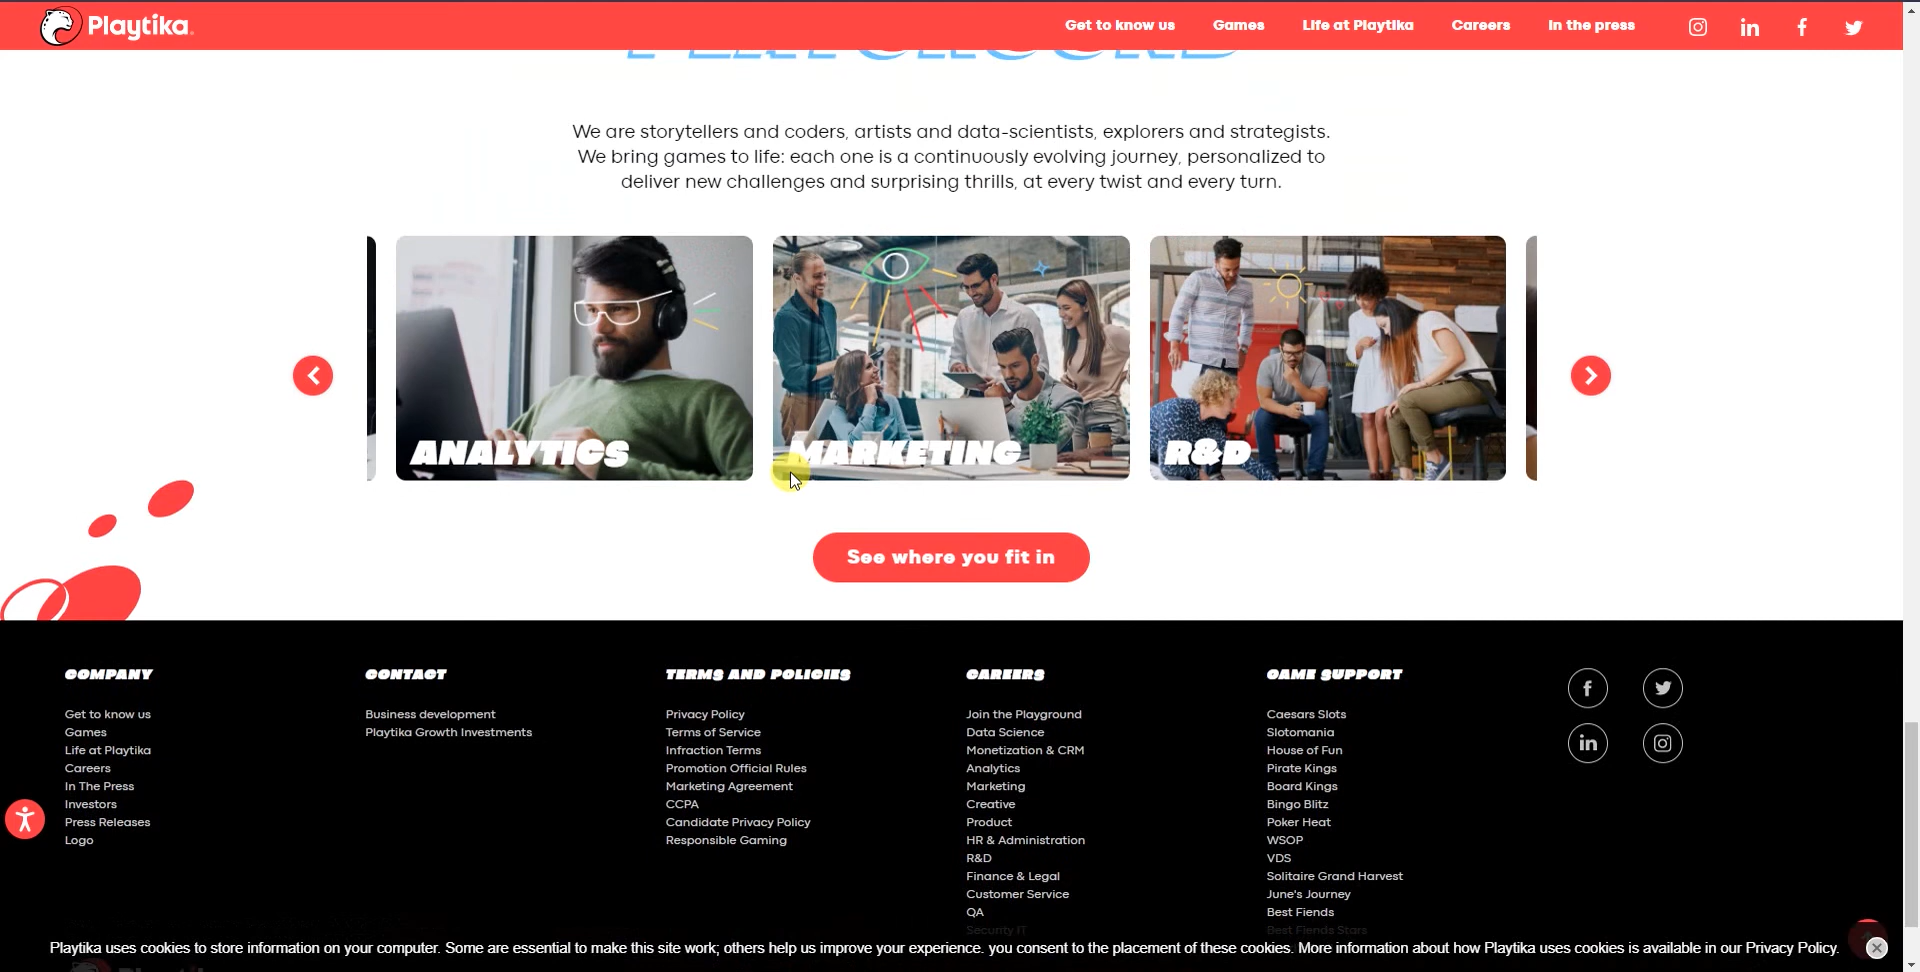 Playtika
Get to know us
Games
Life at Playtika
Careers
In the press
We are storytellers and coders, artists and data-scientists, explorers and strategists.
We bring games to life: each one is a continuously evolving journey, personalized to
deliver new challenges and surprising thrills, at every twist and every turn.
ANALYTICS
MARKETING
R&D
See where you fit in
COMPANY
Get to know us
Games
Life at Playtika
Careers
In The Press
Investors
Press Releases
Logo
CONTACT
Business development
Playtika Growth Investments
TERMS AND POLICIES
Privacy Policy
Terms of Service
Infraction Terms
Promotion Official Rules
Marketing Agreement
CCPA
Candidate Privacy Policy
Responsible Gaming
CAREERS
Join the Playground
Data Science
Monetization & CRM
Analytics
Marketing
Creative
Product
HR & Administration
R&D
Finance & Legal
Customer Service
QA
Security IT
GAME SUPPORT
Caesars Slots
Slotomania
House of Fun
Pirate Kings
Board Kings
Bingo Blitz
Poker Heat
WSOP
VDS
Solitaire Grand Harvest
June's Journey
Best Fiends
Best Fiends Stars
Playtika uses cookies to store information on your computer. Some are essential to make this site work; others help us improve your experience. you consent to the placement of these cookies. More information about how Playtika uses cookies is available in our Privacy Policy.